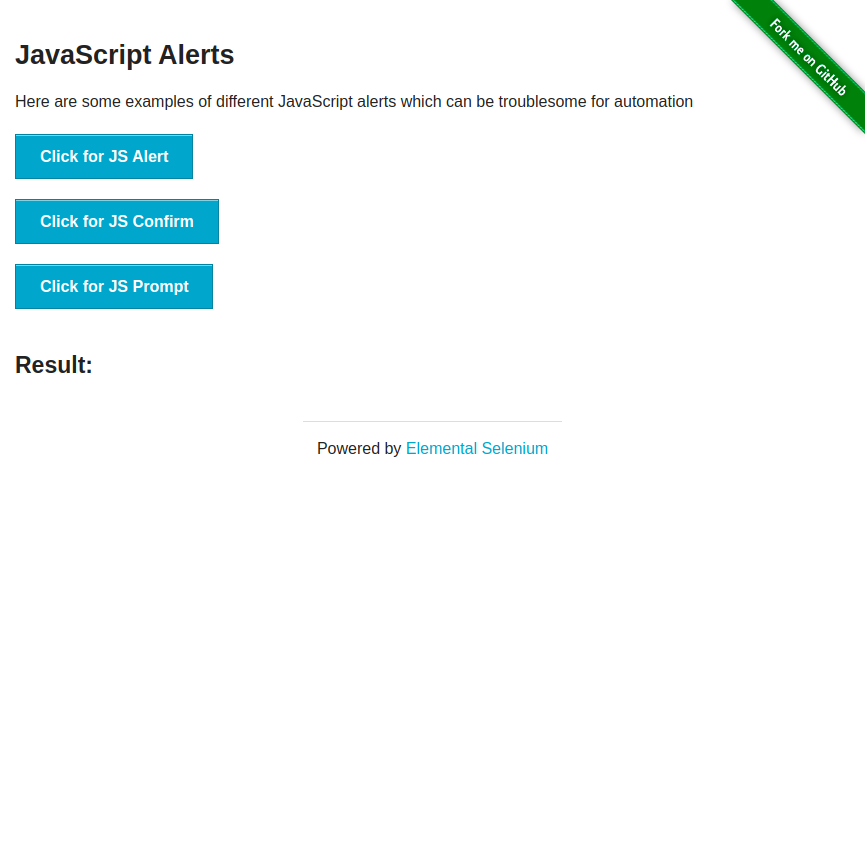 Fork me on GitHub
JavaScript Alerts
Here are some examples of different JavaScript alerts which can be troublesome for automation
Click for JS Alert
Click for JS Confirm
Click for JS Prompt
Result:
Powered by Elemental Selenium